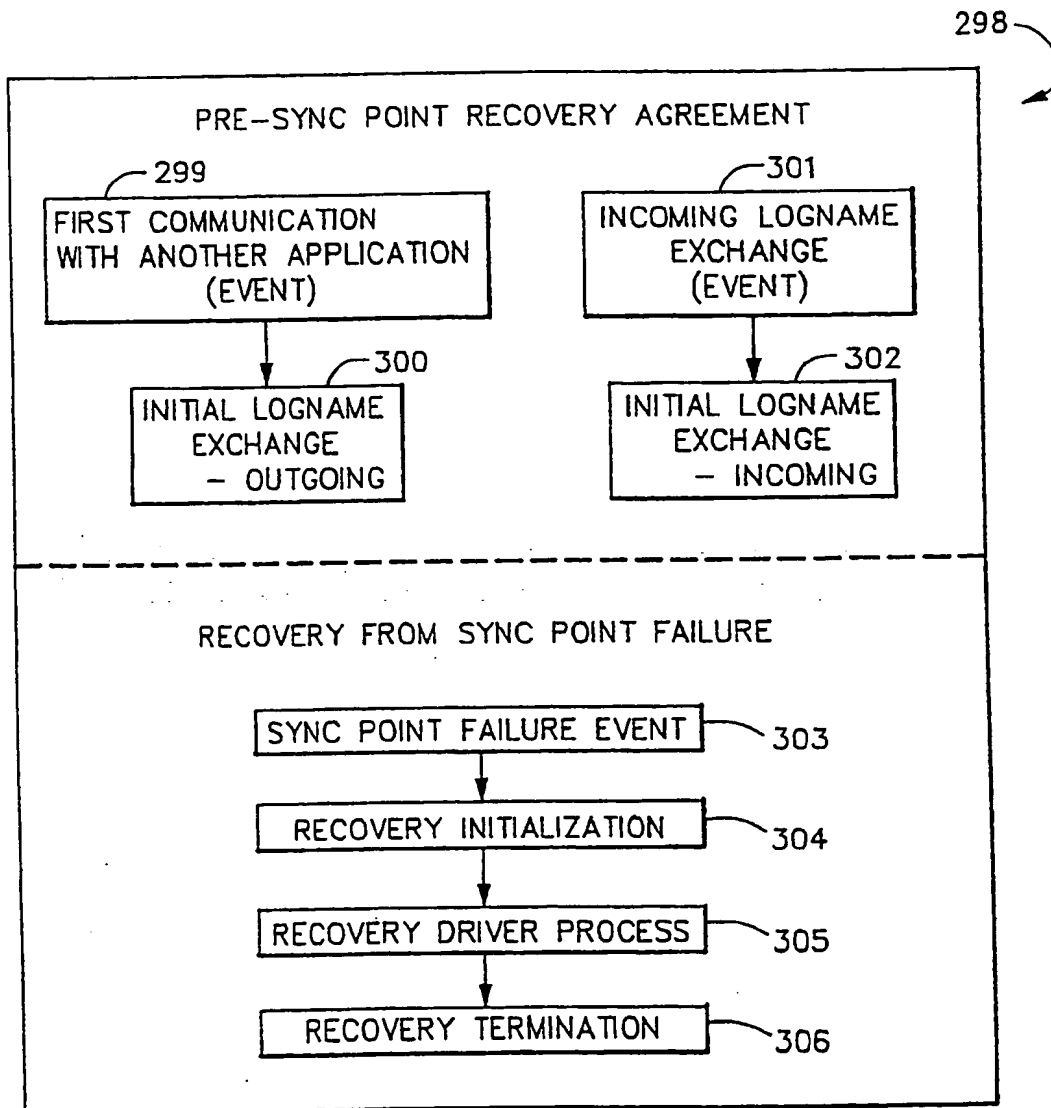 298
PRE-SYNC POINT RECOVERY AGREEMENT
299
FIRST COMMUNICATION
WITH ANOTHER APPLICATION
(EVENT)
301
INCOMING LOGNAME
EXCHANGE
(EVENT)
300
INITIAL LOGNAME
EXCHANGE
- OUTGOING
302
INITIAL LOGNAME
EXCHANGE
- INCOMING
RECOVERY FROM SYNC POINT FAILURE
SYNC POINT FAILURE EVENT
303
RECOVERY INITIALIZATION
304
RECOVERY DRIVER PROCESS
305
RECOVERY TERMINATION
306